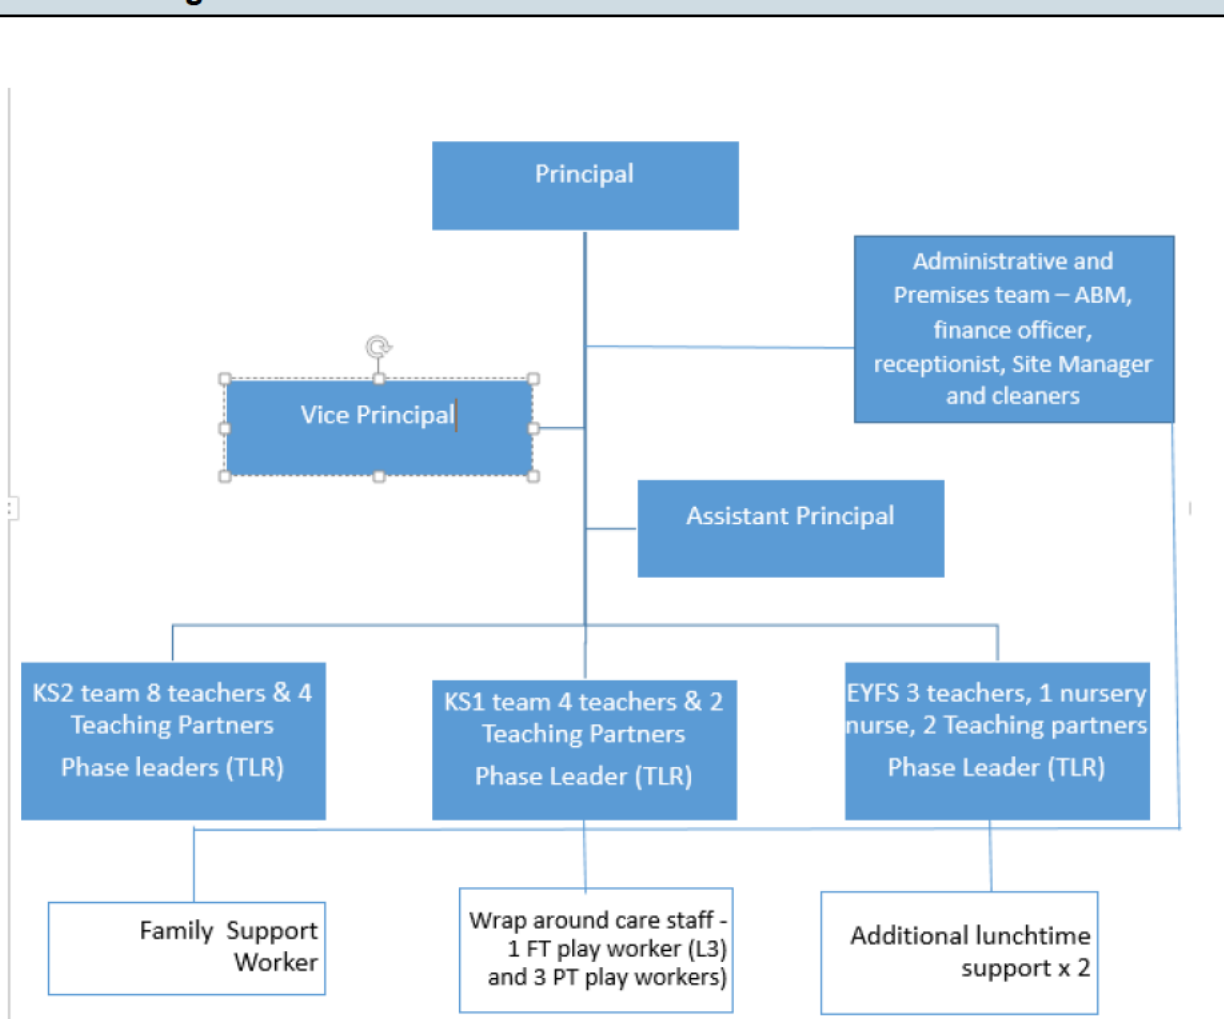 Principal
Administrative and
Premises team – ABM,
finance officer,
receptionist, Site Manager
and cleaners
Vice Principal
Assistant Principal
KS2 team 8 teachers & 4
Teaching Partners
Phase leaders (TLR)
KS1 team 4 teachers & 2
Teaching Partners
Phase Leader (TLR)
EYFS 3 teachers, 1 nursery
nurse, 2 Teaching partners
Phase Leader (TLR)
Family  Support
Worker
Wrap around care staff -
1 FT play worker (L3)
and 3 PT play workers)
Additional lunchtime
support x 2